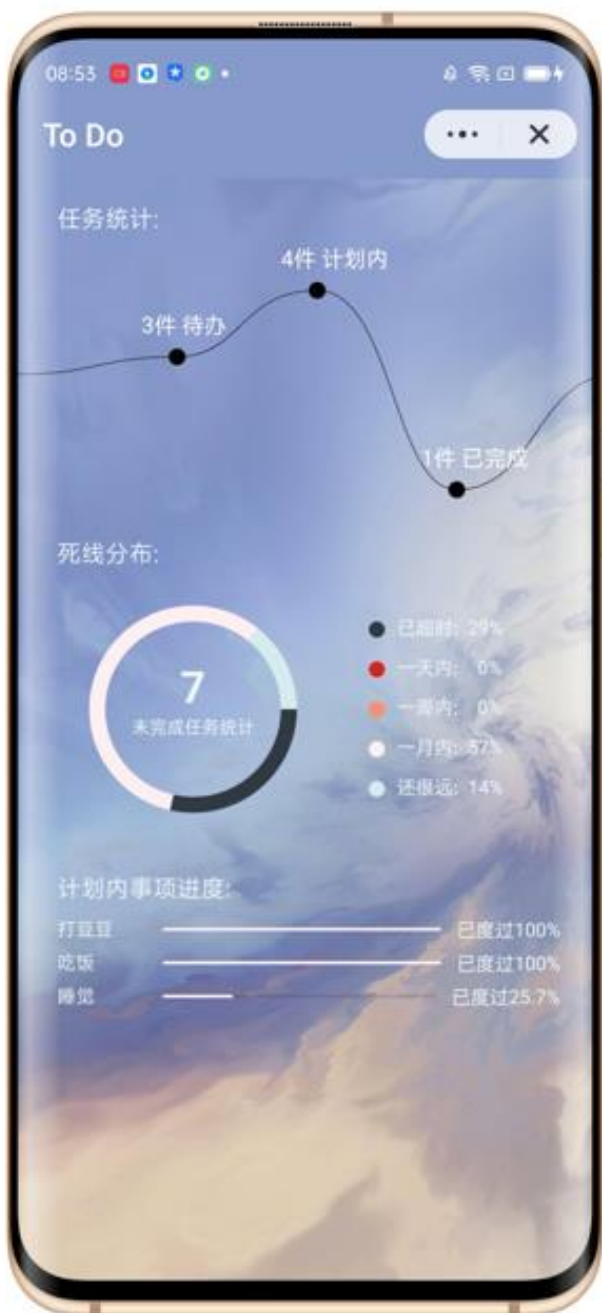 08:53
To Do
任务统计:
4件 计划内
3件 待办
1件 已完成
死线分布:
7
未完成任务统计
已超时: 29%
一天内: 0%
一周内: 0%
一月内: 57%
还很远: 14%
计划内事项进度:
打豆豆 已度过100%
吃饭 已度过100%
睡觉 已度过25.7%